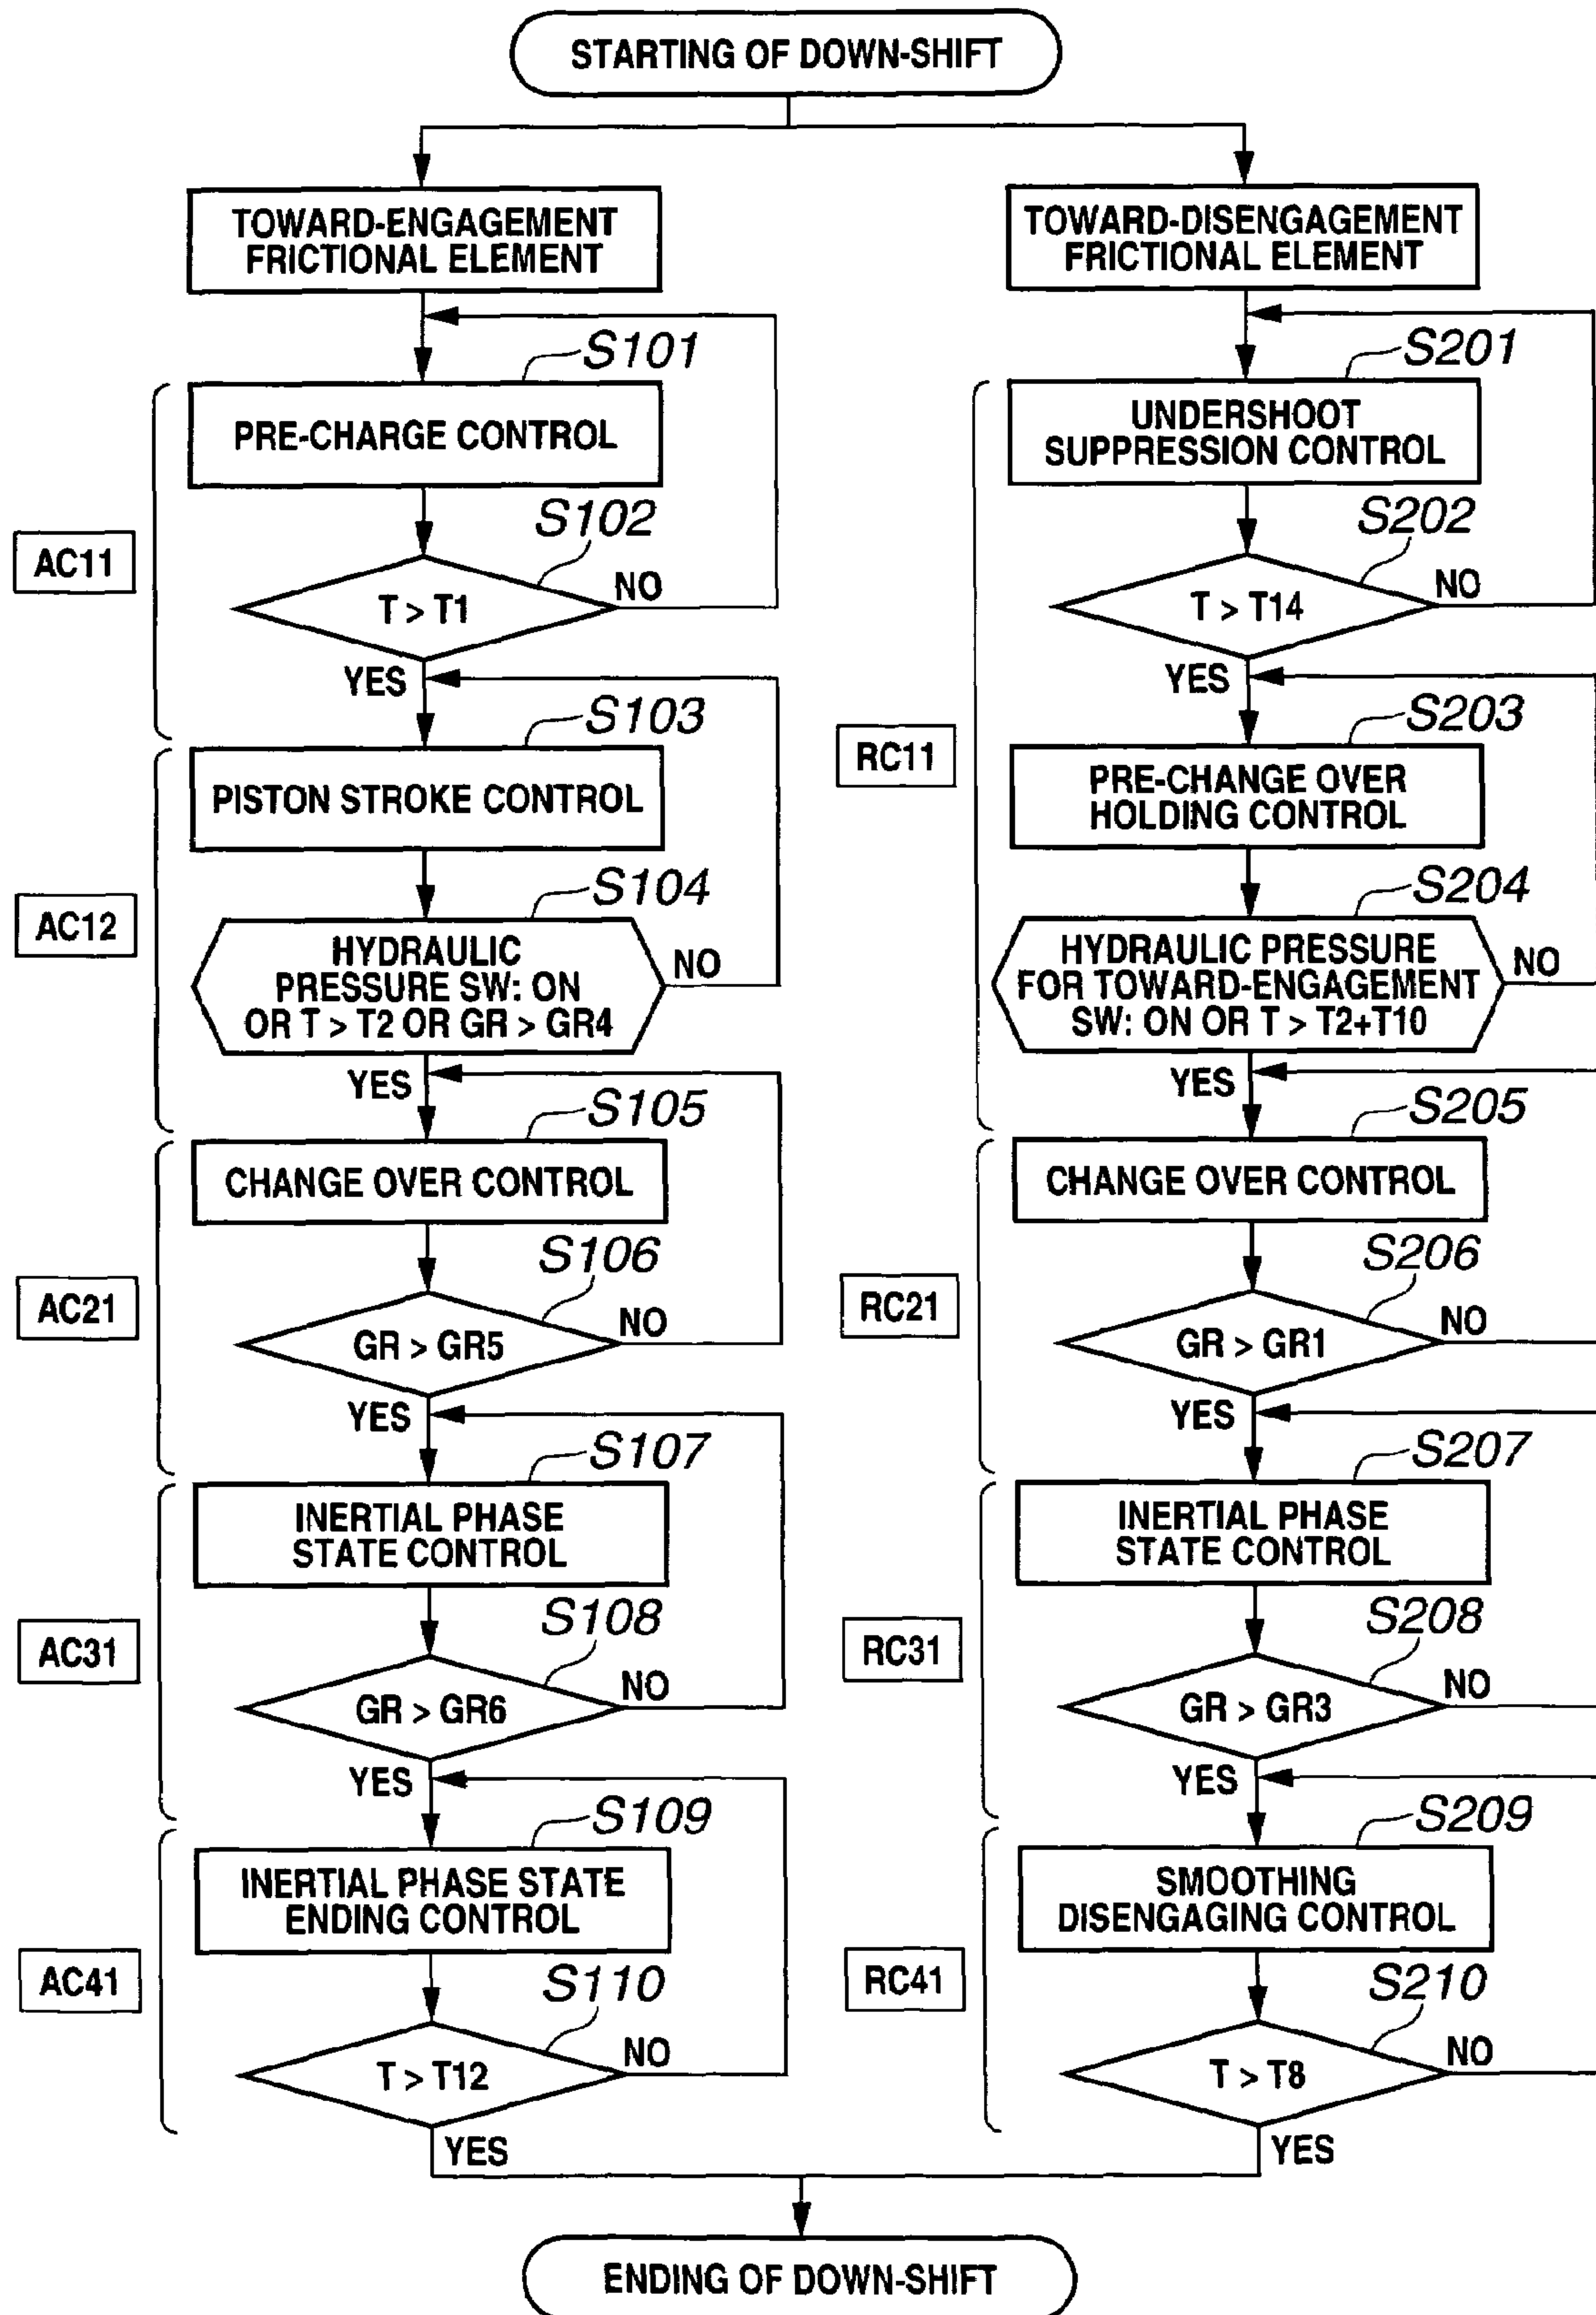 STARTING OF DOWN-SHIFT
TOWARD-ENGAGEMENT
FRICTIONAL ELEMENT
S101
PRE-CHARGE CONTROL
S102
AC11
T > T1
NO
YES
S103
PISTON STROKE CONTROL
S104
AC12
HYDRAULIC
PRESSURE SW: ON
OR T > T2 OR GR > GR4
NO
YES
S105
CHANGE OVER CONTROL
S106
AC21
GR > GR5
NO
YES
S107
INERTIAL PHASE
STATE CONTROL
S108
AC31
GR > GR6
NO
YES
S109
INERTIAL PHASE STATE
ENDING CONTROL
S110
AC41
T > T12
NO
YES
TOWARD-DISENGAGEMENT
FRICTIONAL ELEMENT
S201
UNDERSHOOT
SUPPRESSION CONTROL
S202
T > T14
NO
YES
S203
RC11
PRE-CHANGE OVER
HOLDING CONTROL
S204
HYDRAULIC PRESSURE
FOR TOWARD-ENGAGEMENT
SW: ON OR T > T2+T10
NO
YES
S205
CHANGE OVER CONTROL
S206
RC21
GR > GR1
NO
YES
S207
INERTIAL PHASE
STATE CONTROL
S208
RC31
GR > GR3
NO
YES
S209
SMOOTHING
DISENGAGING CONTROL
S210
RC41
T > T8
NO
YES
ENDING OF DOWN-SHIFT